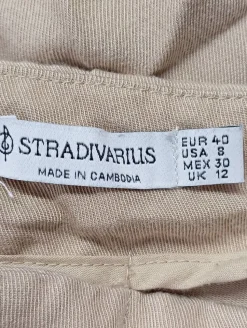 STRADIVARIUS
MADE IN CAMBODIA
EUR 40
USA 8
MEX 30
UK 12